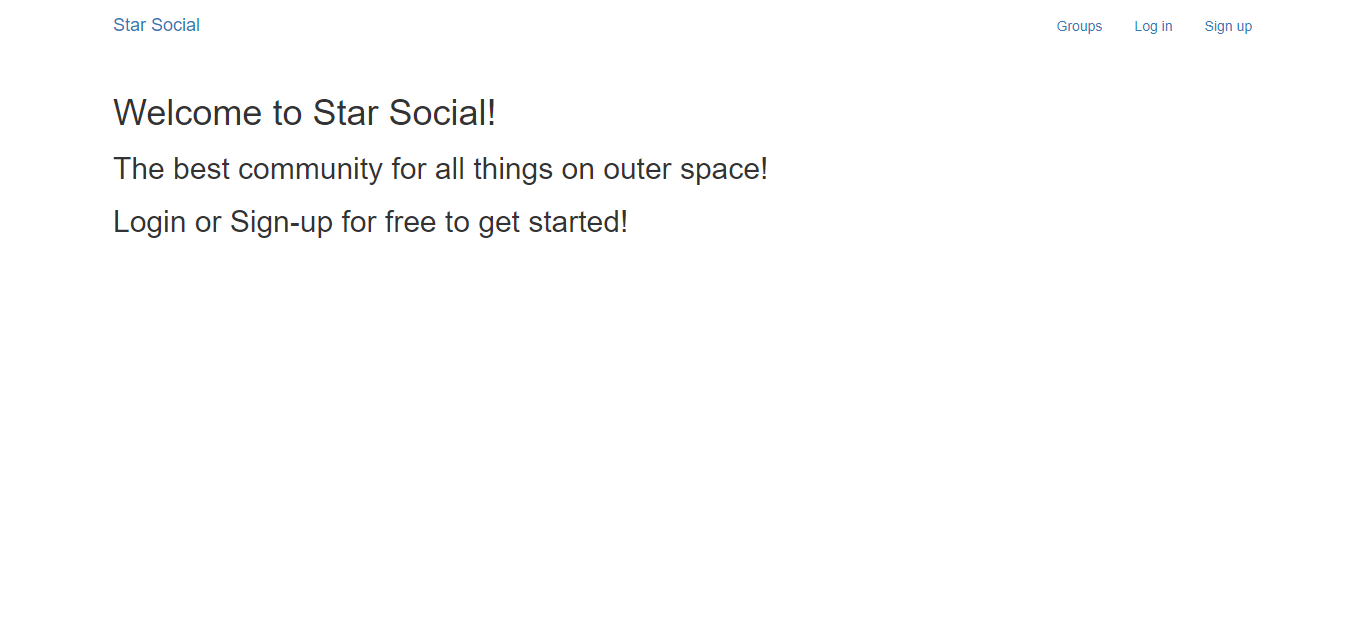 Star Social
Groups Log in Sign up
Welcome to Star Social!
The best community for all things on outer space!
Login or Sign-up for free to get started!